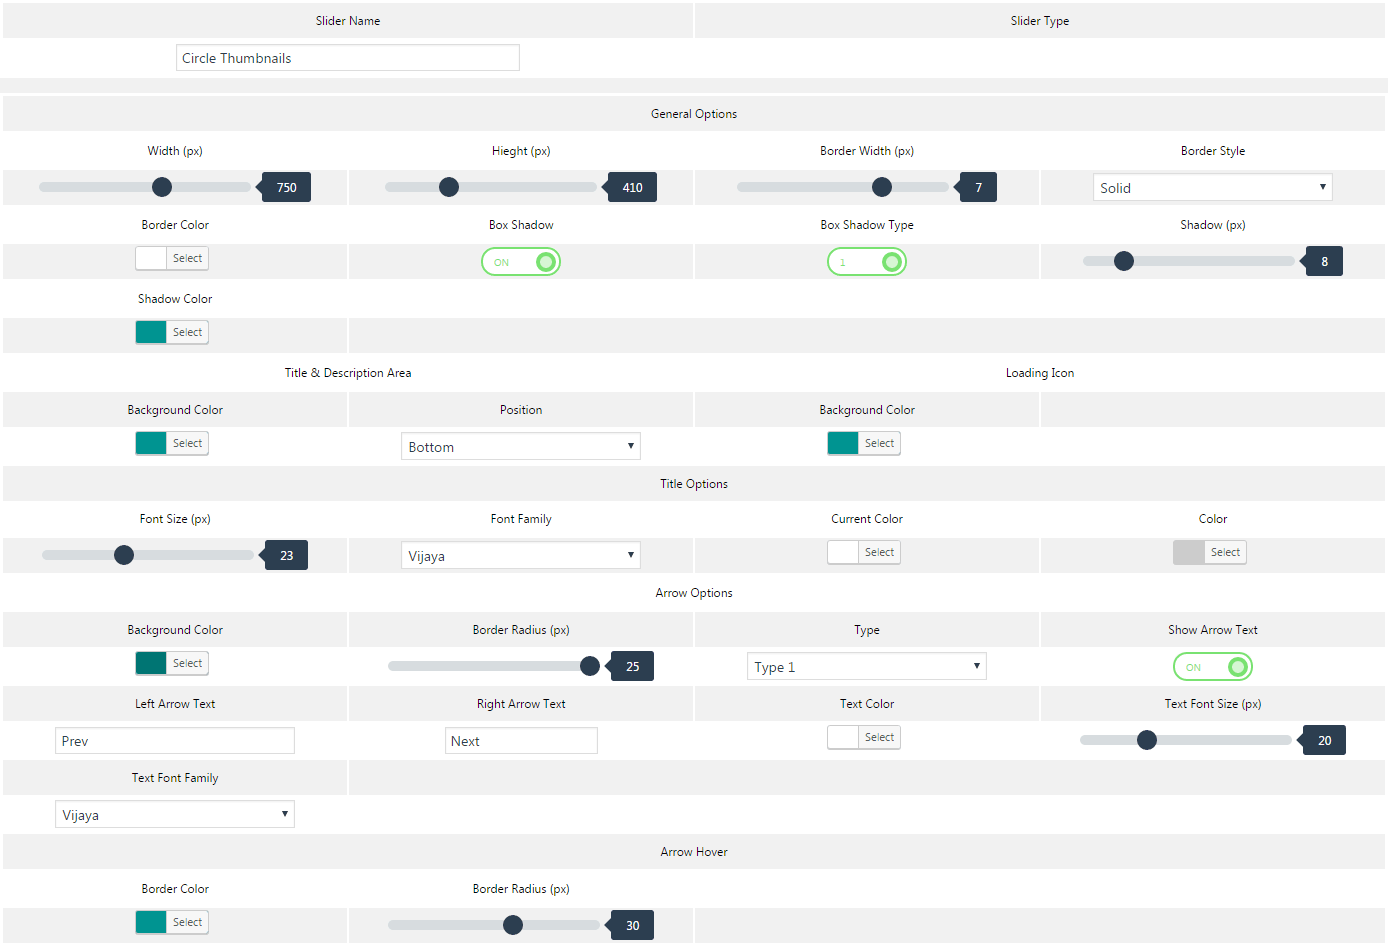 Slider Name Slider Type
Circle Thumbnails
General Options
Width (px) Hieght (px) Border Width (px) Border Style
750 410 7 Solid
Border Color Box Shadow Box Shadow Type Shadow (px)
Select ON 1 8
Shadow Color
Select
Title & Description Area Loading Icon
Background Color Position Background Color
Select Bottom Select
Title Options
Font Size (px) Font Family Current Color Color
23 Vijaya Select Select
Arrow Options
Background Color Border Radius (px) Type Show Arrow Text
Select 25 Type 1 ON
Left Arrow Text Right Arrow Text Text Color Text Font Size (px)
Prev Next Select 20
Text Font Family
Vijaya
Arrow Hover
Border Color Border Radius (px)
Select 30